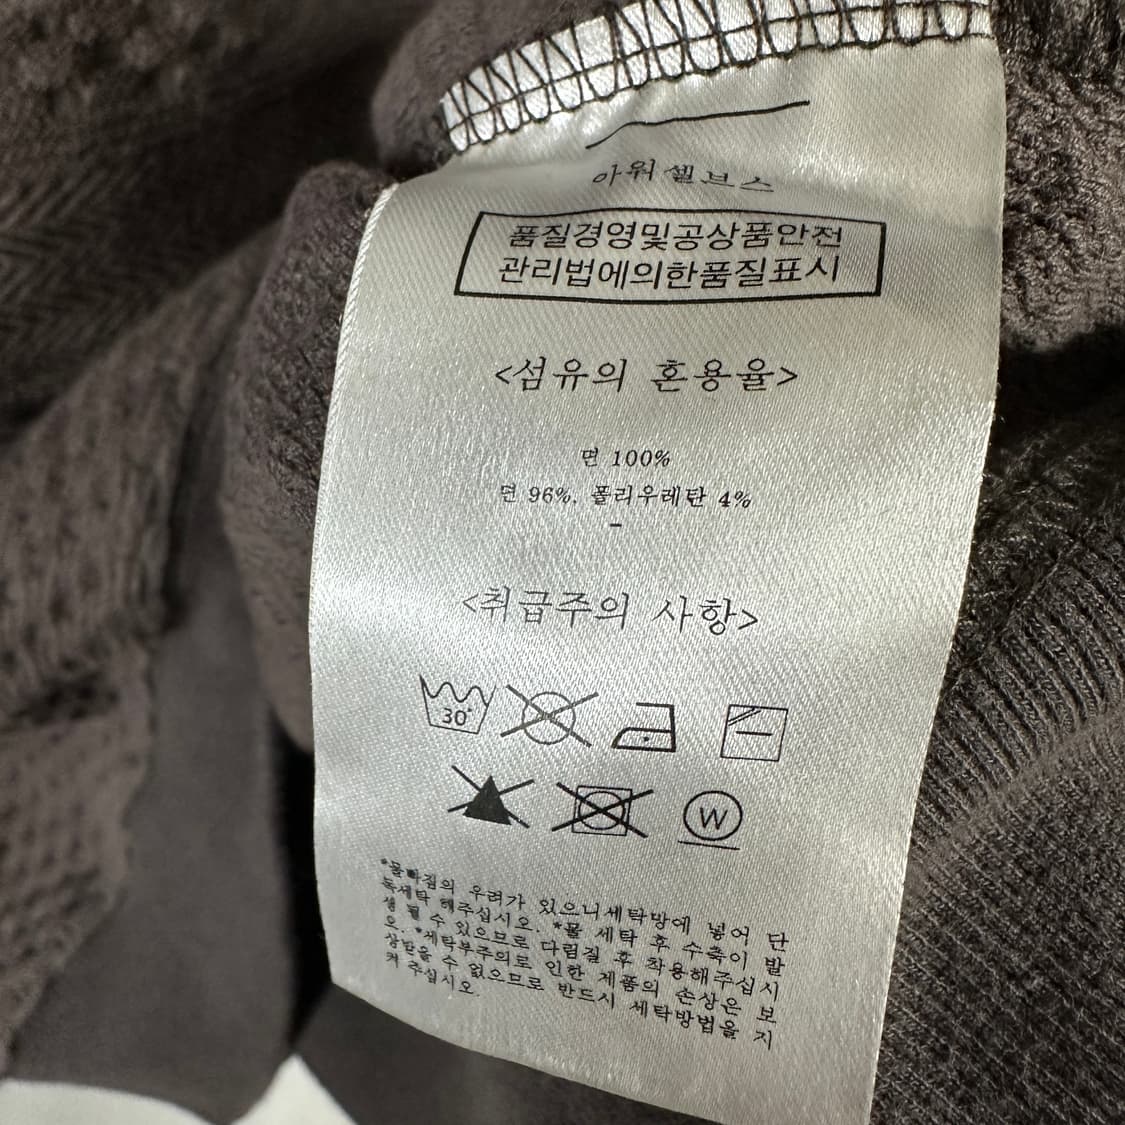 아워셀브스
품질경영및공상품안전
관리법에의한품질표시
<섬유의 혼용율>
면 100%
면 96%. 폴리우레탄 4%
-
<취급주의 사항>
30°
W
*물빠짐의 우려가 있으니세탁망에 넣어 단
독세탁 해주십시오. *물 세탁 후 수축이 발
생 될 수 있으므로 다림질 후 착용해주십시
오. *세탁부주의로 인한 제품의 손상은 보
상받을 수 없으므로 반드시 세탁방법을 지
켜 주십시오.